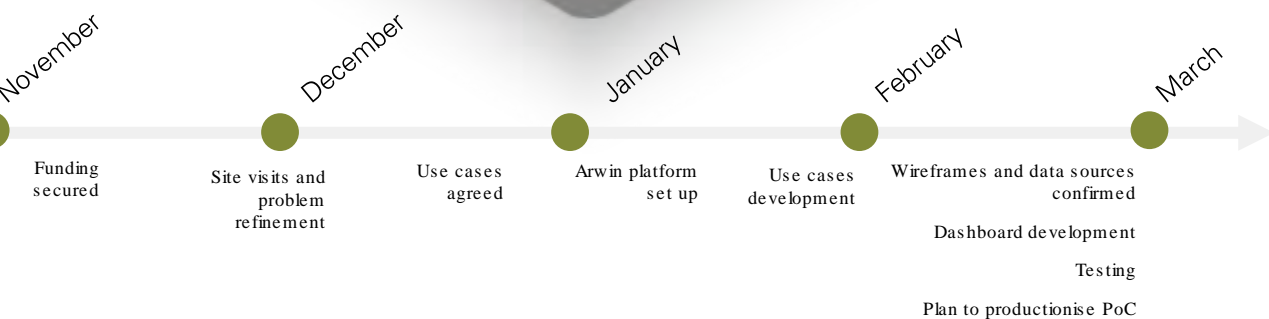 November
December
January
February
March
Funding
secured
Site visits and
problem
refinement
Use cases
agreed
Arwin platform
set up
Use cases
development
Wireframes and data sources
confirmed
Dashboard development
Testing
Plan to productionise PoC